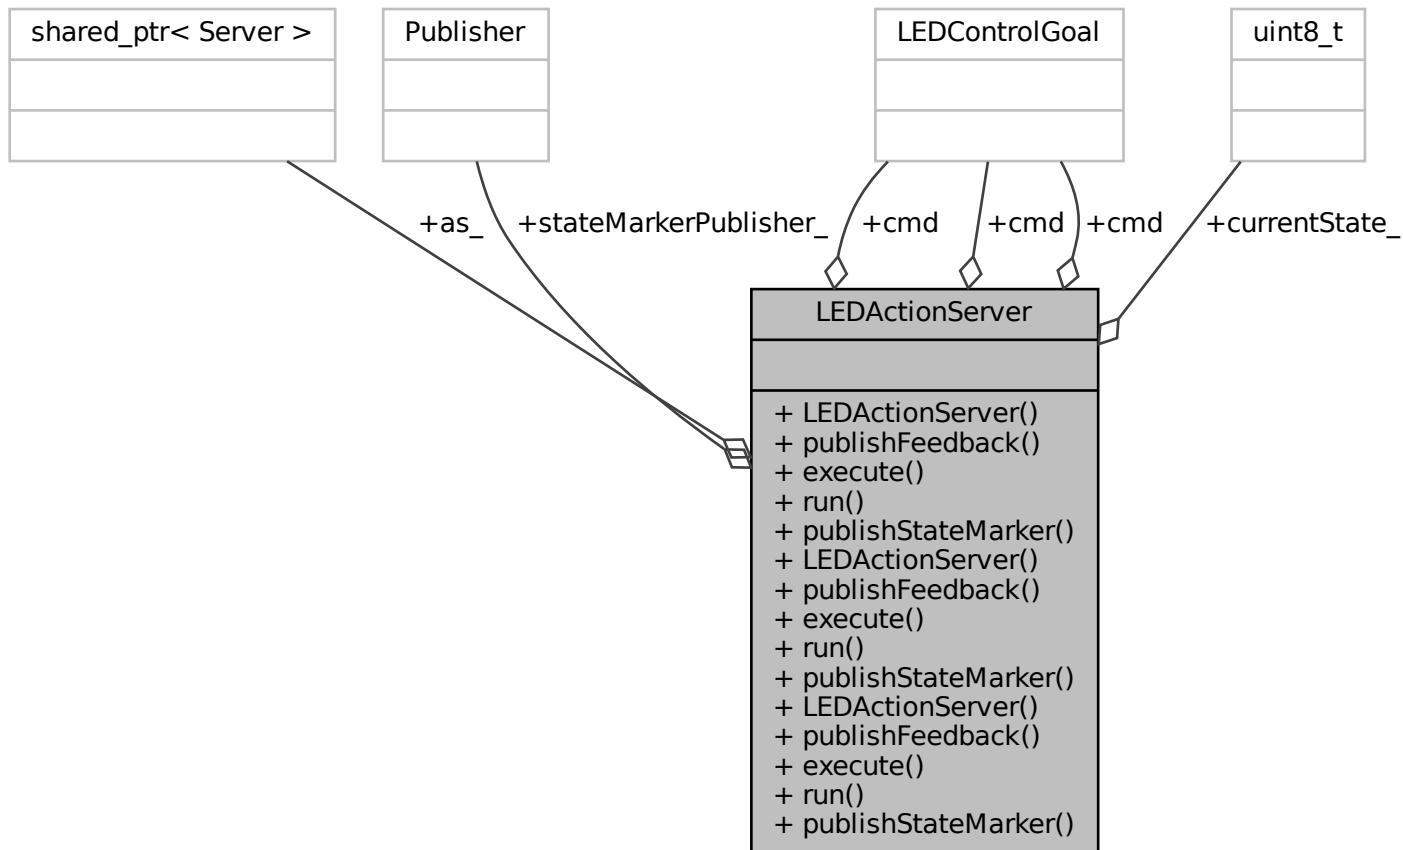 shared_ptr< Server >
Publisher
LEDControlGoal
uint8_t
+as_
+stateMarkerPublisher_
+cmd
+cmd
+cmd
+currentState_
LEDActionServer
+ LEDActionServer()
+ publishFeedback()
+ execute()
+ run()
+ publishStateMarker()
+ LEDActionServer()
+ publishFeedback()
+ execute()
+ run()
+ publishStateMarker()
+ LEDActionServer()
+ publishFeedback()
+ execute()
+ run()
+ publishStateMarker()